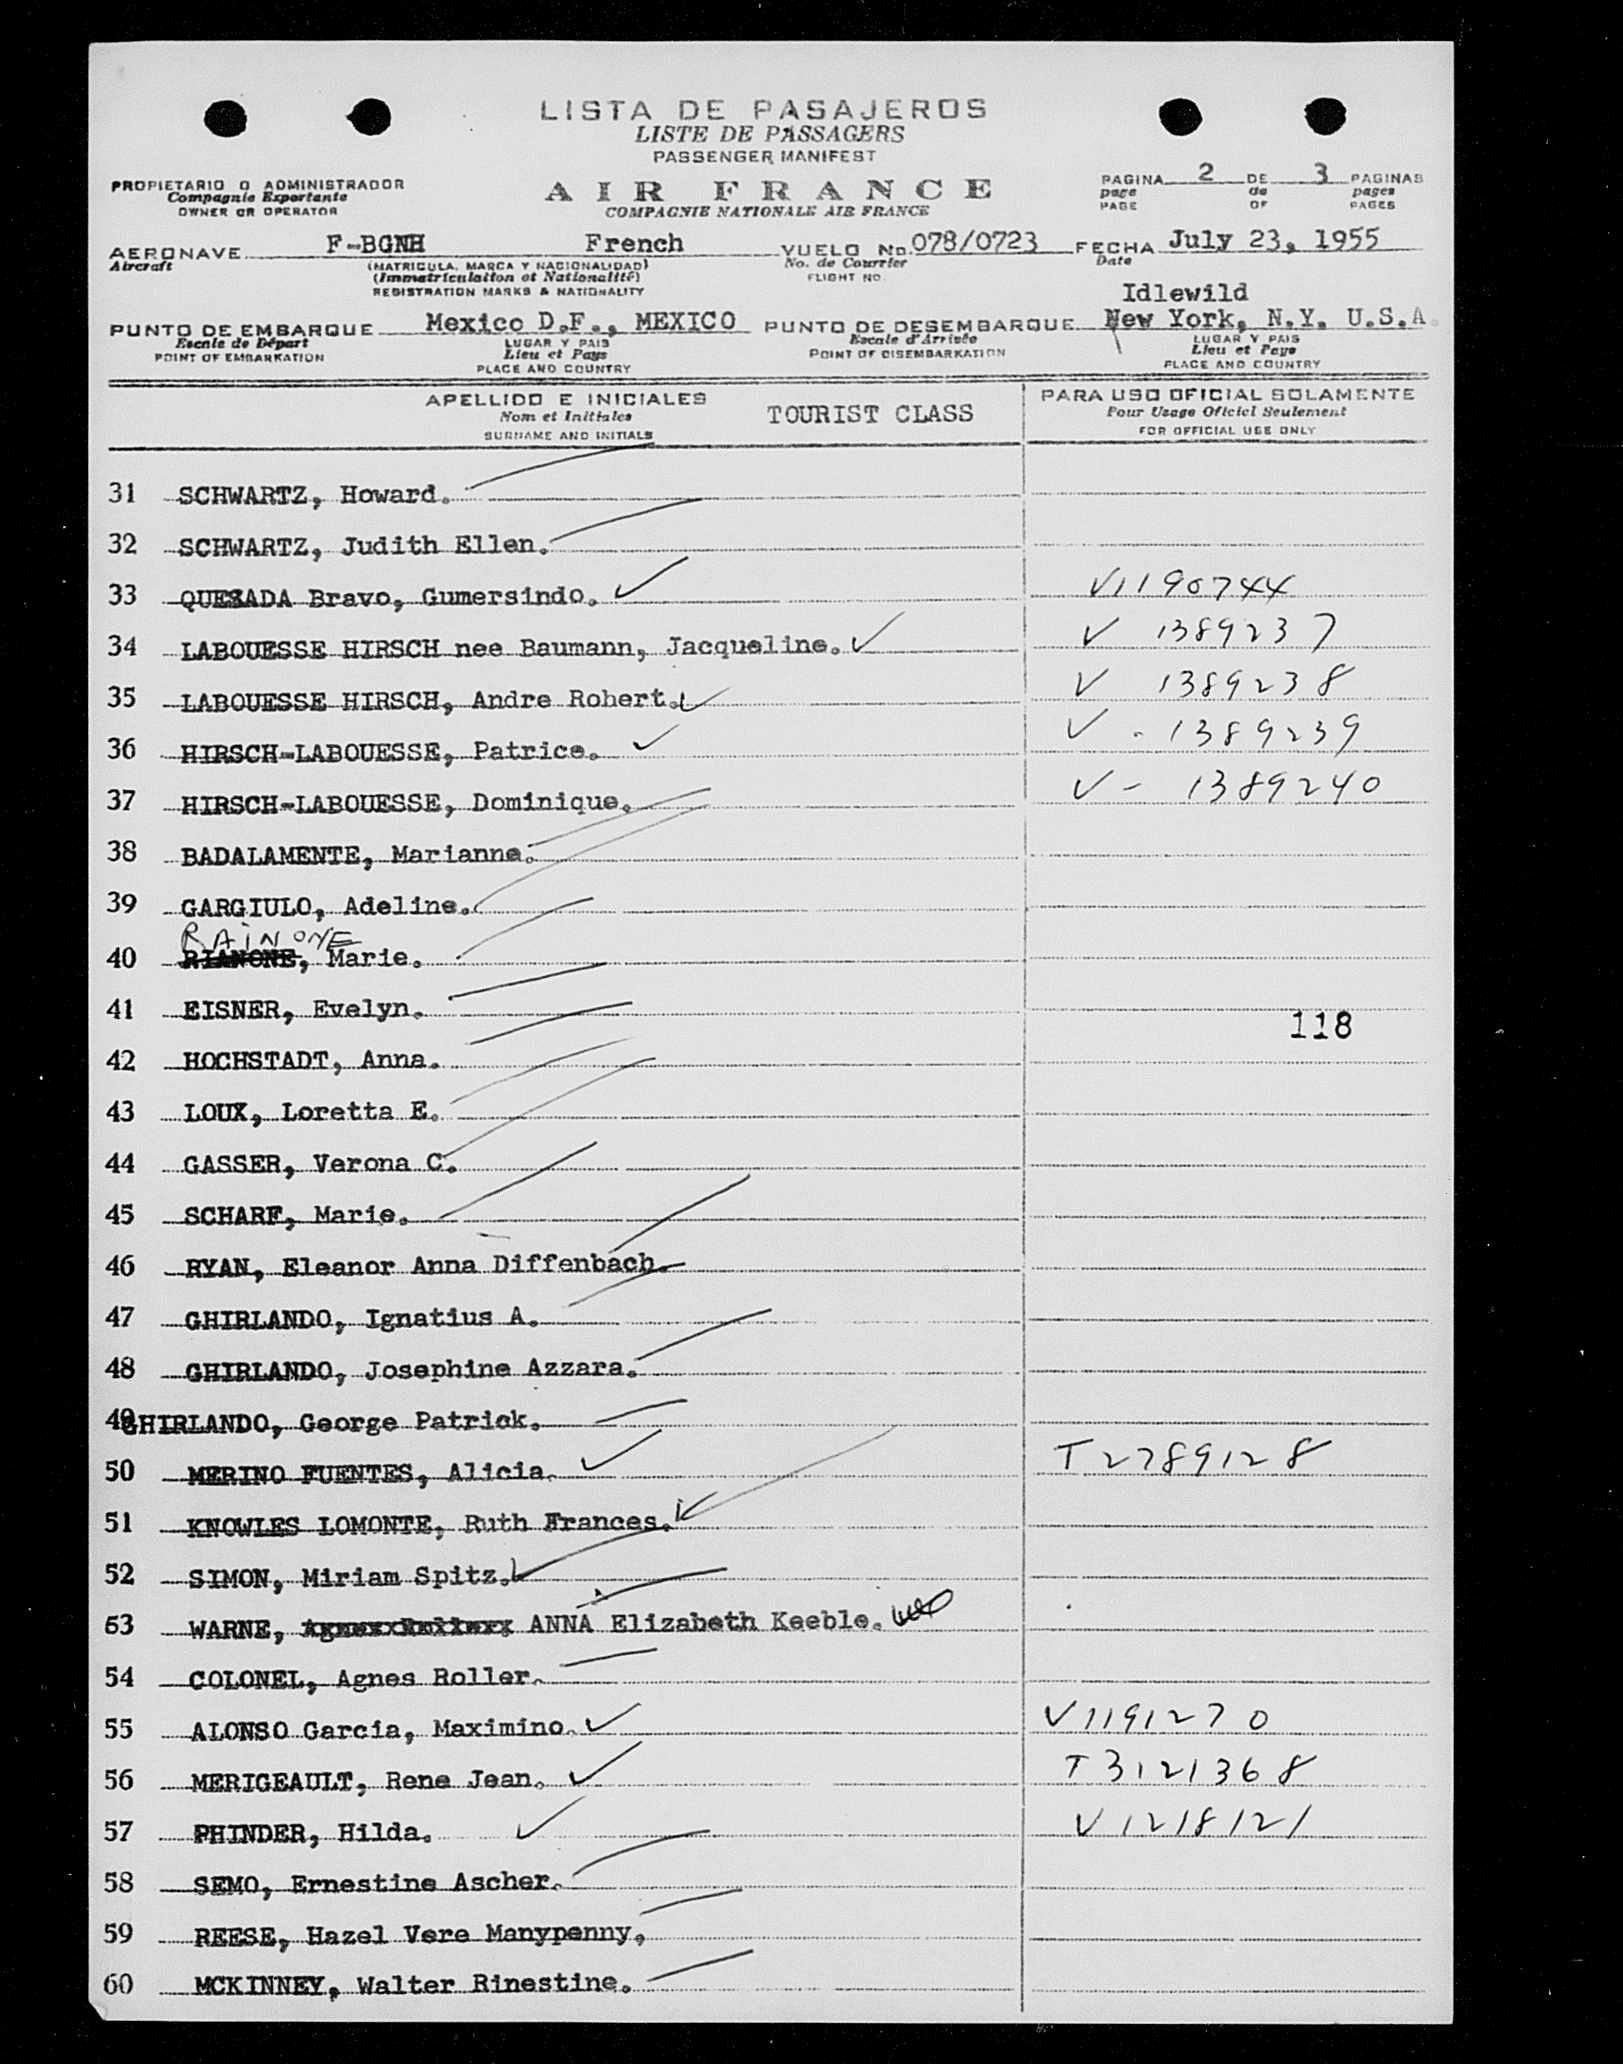 LISTA DE PASAJEROS
LISTE DE PASSAGERS
PASSENGER MANIFEST
PROPIETARIO O ADMINISTRADOR
Compagnie Exportante
OWNER OR OPERATOR
AIR FRANCE
COMPAGNIE NATIONALE AIR FRANCE
PAGINA 2 DE 3 PAGINAS
page de pages
PAGE OF PAGES
AERONAVE F-BGNH French VUELO No. 078/0723 FECHA July 23, 1955
Aircraft (MATRICULA, MARCA Y NACIONALIDAD) No. de Courrier Date
(Immatriculation et Nationalité) FLIGHT NO.
REGISTRATION MARKS & NATIONALITY
Idlewild
PUNTO DE EMBARQUE Mexico D.F., MEXICO PUNTO DE DESEMBARQUE New York, N.Y. U.S.A.
Escale de Départ LUGAR Y PAIS Escale d'Arrivée LUGAR Y PAIS
POINT OF EMBARKATION Lieu et Pays POINT OF DISEMBARKATION Lieu et Pays
PLACE AND COUNTRY PLACE AND COUNTRY
APELLIDO E INICIALES TOURIST CLASS PARA USO OFICIAL SOLAMENTE
Nom et Initiales Pour Usage Oficiel Seulement
SURNAME AND INITIALS FOR OFFICIAL USE ONLY
31 SCHWARTZ, Howard.
32 SCHWARTZ, Judith Ellen.
33 QUESADA Bravo, Gumersindo. V1190744
34 LABOUESSE HIRSCH nee Baumann, Jacqueline. V 1389237
35 LABOUESSE HIRSCH, Andre Robert. V 1389238
36 HIRSCH-LABOUESSE, Patrice. V - 1389239
37 HIRSCH-LABOUESSE, Dominique. V - 1389240
38 BADALAMENTE, Marianne.
39 GARGIULO, Adeline.
RAINONE
40 RIANONE, Marie.
41 EISNER, Evelyn.
118
42 HOCHSTADT, Anna.
43 LOUX, Loretta E.
44 GASSER, Verona C.
45 SCHARF, Marie.
46 RYAN, Eleanor Anna Diffenbach.
47 GHIRLANDO, Ignatius A.
48 GHIRLANDO, Josephine Azzara.
49 GHIRLANDO, George Patrick.
50 MERINO FUENTES, Alicia. T2789128
51 KNOWLES LOMONTE, Ruth Frances.
52 SIMON, Miriam Spitz.
53 WARNE, ANNA Elizabeth Keeble.
54 COLONEL, Agnes Roller.
55 ALONSO Garcia, Maximino. V1191270
56 MERIGEAULT, Rene Jean. T3121368
57 PHINDER, Hilda. V1218121
58 SEMO, Ernestine Ascher.
59 REESE, Hazel Vere Manypenny,
60 MCKINNEY, Walter Rinestine.